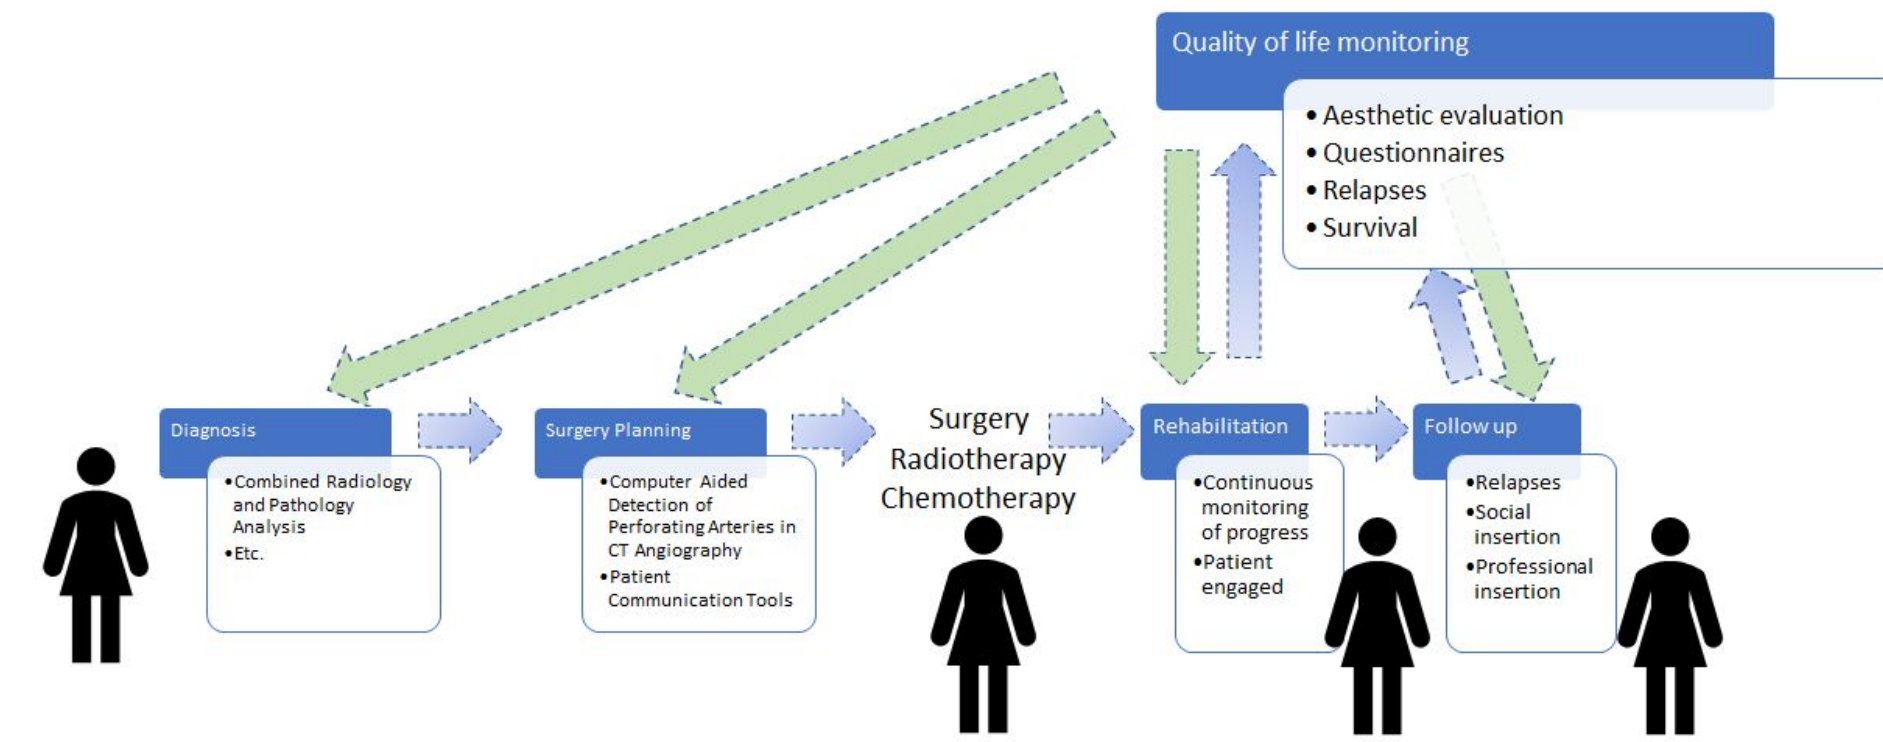 Quality of life monitoring
• Aesthetic evaluation
• Questionnaires
• Relapses
• Survival
Diagnosis
•Combined Radiology
and Pathology
Analysis
•Etc.
Surgery Planning
•Computer Aided
Detection of
Perforating Arteries in
CT Angiography
•Patient
Communication Tools
Surgery
Radiotherapy
Chemotherapy
Rehabilitation
•Continuous
monitoring
of progress
•Patient
engaged
Follow up
•Relapses
•Social
insertion
•Professional
insertion